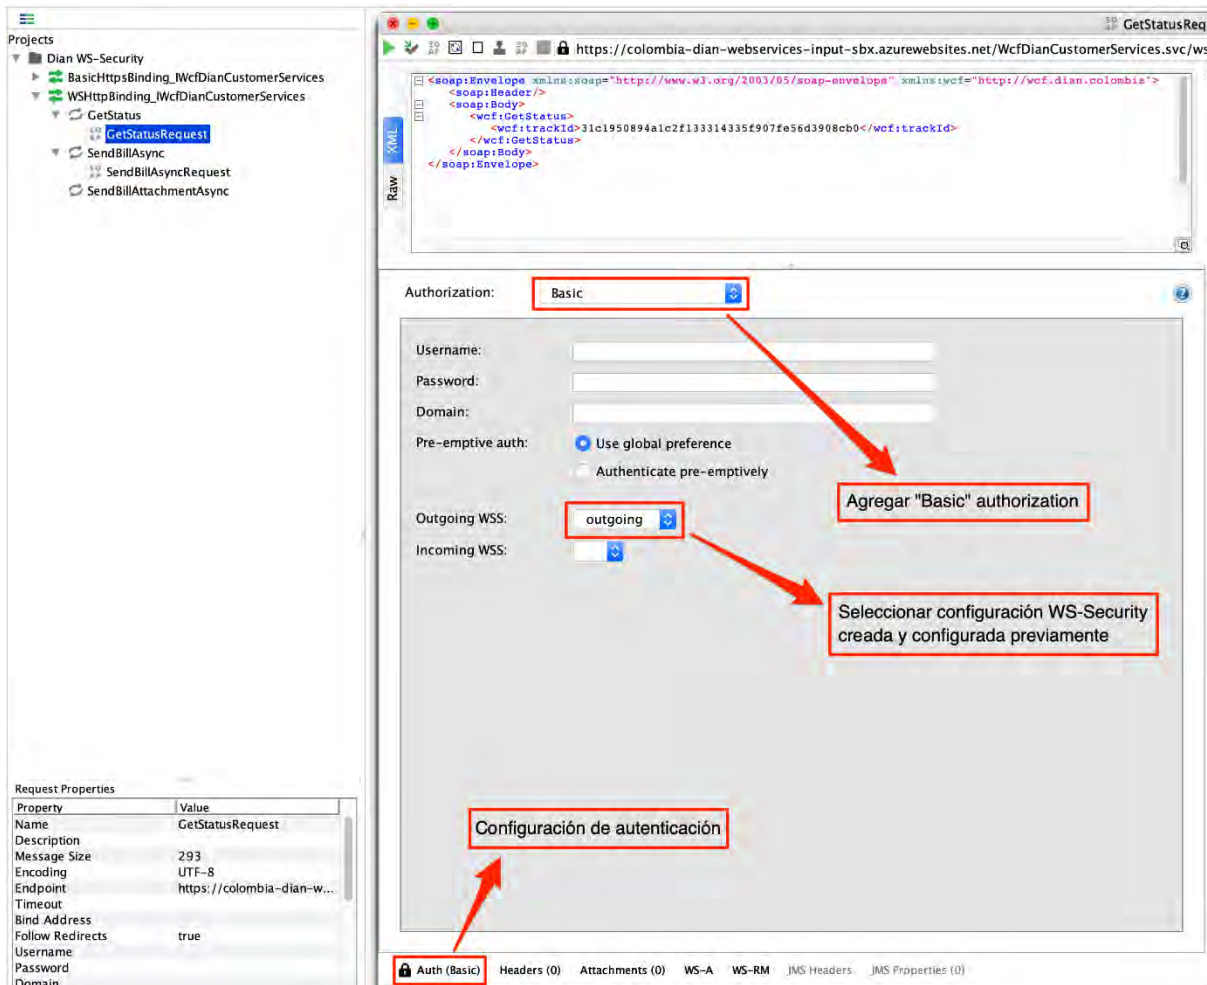 Projects
Dian WS-Security
BasicHttpsBinding_IWcfDianCustomerServices
WSHttpBinding_IWcfDianCustomerServices
GetStatus
GetStatusRequest
SendBillAsync
SendBillAsyncRequest
SendBillAttachmentAsync
Request Properties
Property Value
Name GetStatusRequest
Description
Message Size 293
Encoding UTF-8
Endpoint https://colombia-dian-w...
Timeout
Bind Address
Follow Redirects true
Username
Password
Domain
GetStatusReq
https://colombia-dian-webservices-input-sbx.azurewebsites.net/WcfDianCustomerServices.svc/ws
XML
Raw
<soap:Envelope xmlns:soap="http://www.w3.org/2003/05/soap-envelope" xmlns:wcf="http://wcf.dian.colombia">
<soap:Header/>
<soap:Body>
<wcf:GetStatus>
<wcf:trackId>31c1950894a1c2f133314335f907fe56d3908cb0</wcf:trackId>
</wcf:GetStatus>
</soap:Body>
</soap:Envelope>
Authorization: Basic
Username:
Password:
Domain:
Pre-emptive auth: Use global preference
Authenticate pre-emptively
Agregar "Basic" authorization
Outgoing WSS: outgoing
Incoming WSS:
Seleccionar configuración WS-Security
creada y configurada previamente
Configuración de autenticación
Auth (Basic) Headers (0) Attachments (0) WS-A WS-RM JMS Headers JMS Properties (0)